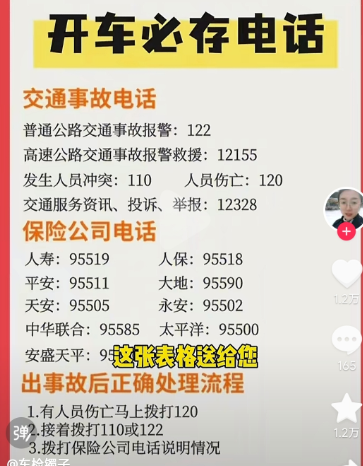 开车必存电话
交通事故电话
普通公路交通事故报警：122
高速公路交通事故报警救援：12155
发生人员冲突：110 人员伤亡：120
交通服务资讯、投诉、举报：12328
保险公司电话
人寿：95519 人保：95518
平安：95511 大地：95590
天安：95505 永安：95502
中华联合：95585 太平洋：95500
安盛天平：95
这张表格送给您
出事故后正确处理流程
1.有人员伤亡马上拨打120
2.接着拨打110或122
3.拨打保险公司电话说明情况
弹
1.2万
165
1.2万